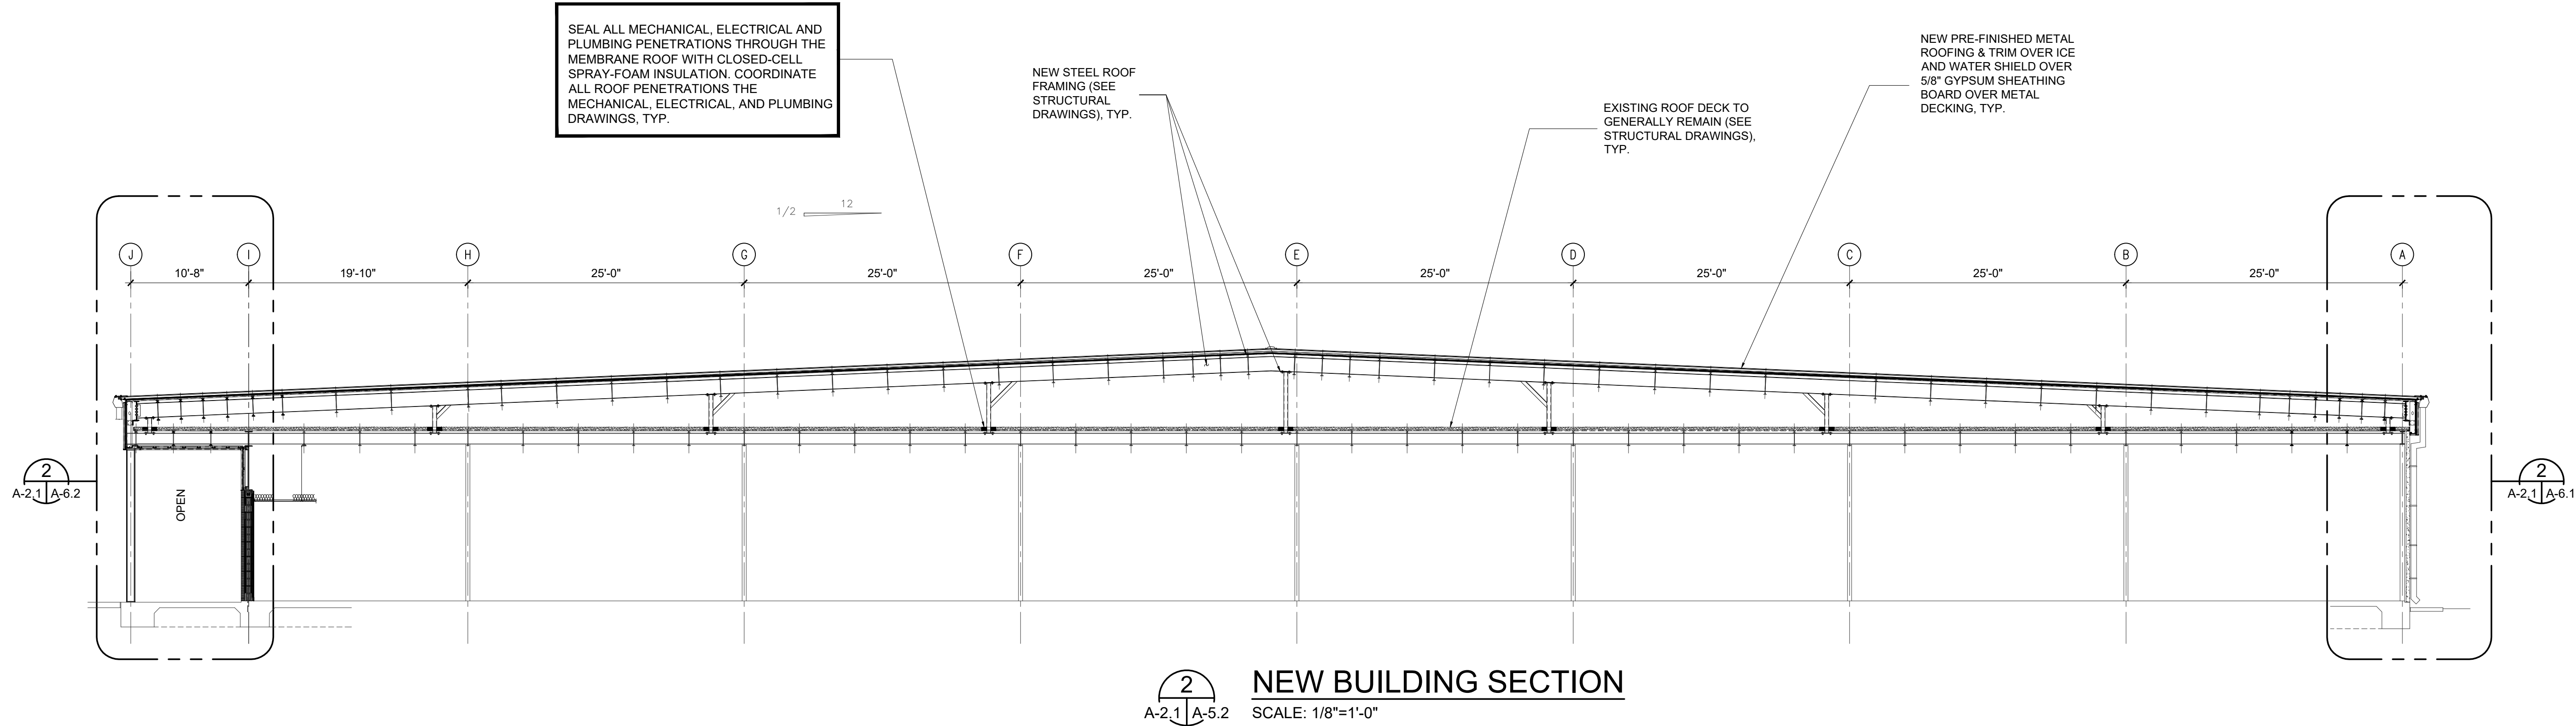 SEAL ALL MECHANICAL, ELECTRICAL AND
PLUMBING PENETRATIONS THROUGH THE
MEMBRANE ROOF WITH CLOSED-CELL
SPRAY-FOAM INSULATION. COORDINATE
ALL ROOF PENETRATIONS THE
MECHANICAL, ELECTRICAL, AND PLUMBING
DRAWINGS, TYP.
NEW STEEL ROOF
FRAMING (SEE
STRUCTURAL
DRAWINGS), TYP.
EXISTING ROOF DECK TO
GENERALLY REMAIN (SEE
STRUCTURAL DRAWINGS),
TYP.
NEW PRE-FINISHED METAL
ROOFING & TRIM OVER ICE
AND WATER SHIELD OVER
5/8" GYPSUM SHEATHING
BOARD OVER METAL
DECKING, TYP.
1/2 12
J I H G F E D C B A
10'-8" 19'-10" 25'-0" 25'-0" 25'-0" 25'-0" 25'-0" 25'-0" 25'-0"
OPEN
2
A-2.1 A-6.2
2
A-2.1 A-6.1
2
A-2.1 A-5.2
NEW BUILDING SECTION
SCALE: 1/8"=1'-0"